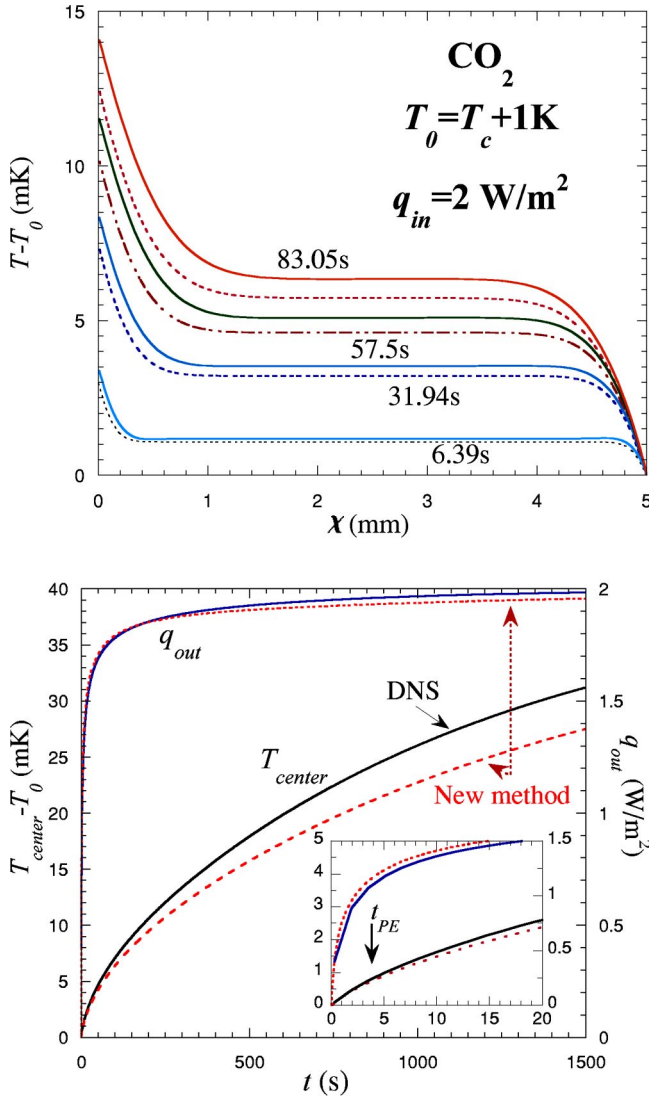 15
10
5
0
T-T0 (mK)
CO2
T0=Tc+1K
qin=2 W/m2
83.05s
57.5s
31.94s
6.39s
0 1 2 3 4 5
χ (mm)
40
35
30
25
20
15
10
5
0
Tcenter-T0 (mK)
qout
DNS
Tcenter
New method
5
4
3
2
1
0
tPE
1.5
1
0.5
0
0 5 10 15 20
2
1.5
1
0.5
0
qout (W/m2)
0 500 1000 1500
t (s)